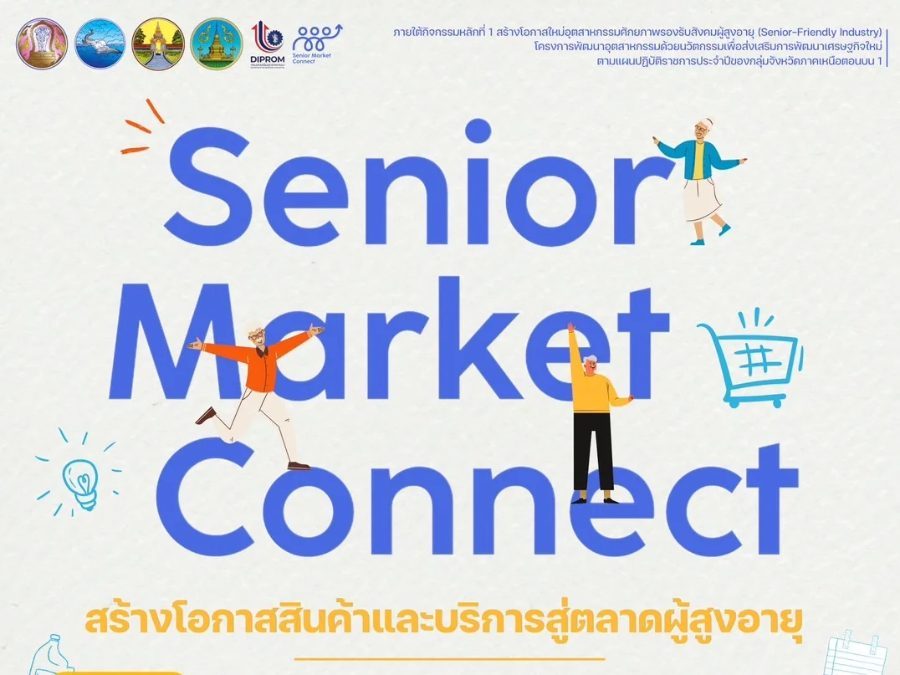 DIPROM
Senior Market
Connect
ภายใต้กิจกรรมหลักที่ 1 สร้างโอกาสใหม่อุตสาหกรรมศักยภาพรองรับสังคมผู้สูงอายุ (Senior-Friendly Industry)
โครงการพัฒนาอุตสาหกรรมด้วยนวัตกรรมเพื่อส่งเสริมการพัฒนาเศรษฐกิจใหม่
ตามแผนปฏิบัติราชการประจำปีของกลุ่มจังหวัดภาคเหนือตอนบน 1
Senior
Market
Connect
#
สร้างโอกาสสินค้าและบริการสู่ตลาดผู้สูงอายุ